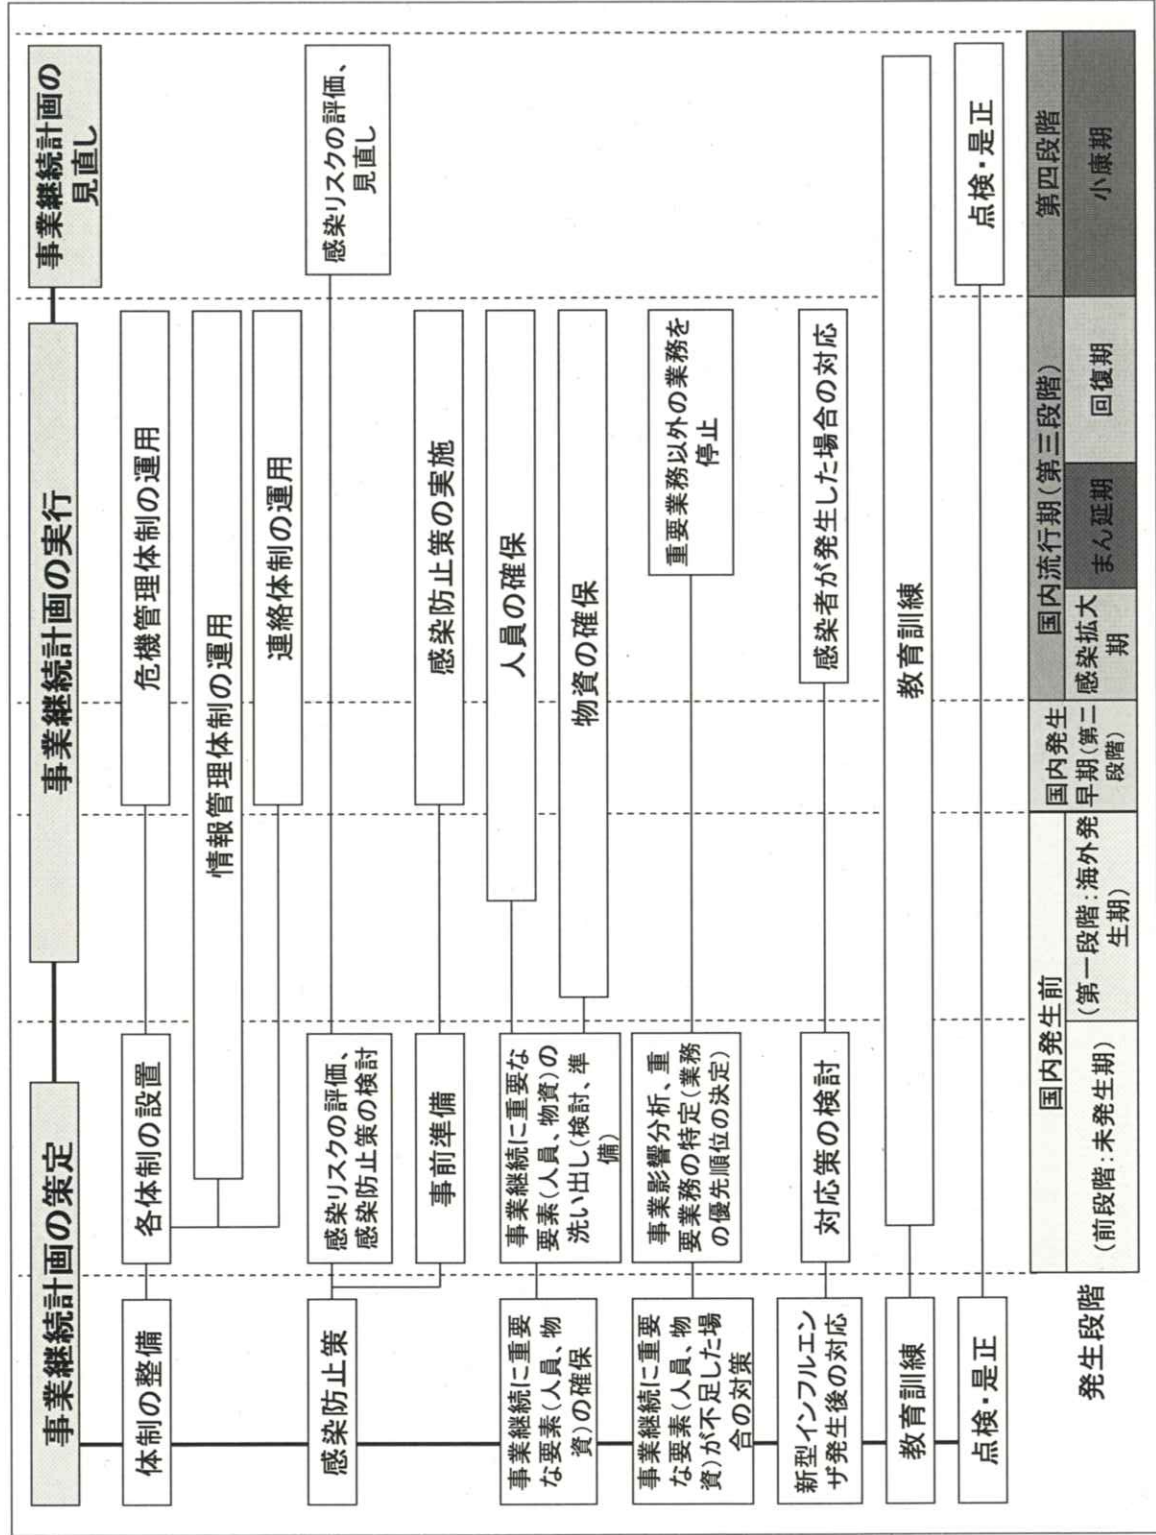 事業継続計画の策定
事業継続計画の実行
事業継続計画の
見直し
体制の整備
各体制の設置
危機管理体制の運用
情報管理体制の運用
連絡体制の運用
感染防止策
感染リスクの評価、
感染防止策の検討
感染リスクの評価、
見直し
事前準備
感染防止策の実施
事業継続に重要
な要素(人員、物
資)の確保
事業継続に重要な
要素(人員、物資)の
洗い出し(検討、準
備)
人員の確保
物資の確保
事業継続に重要
な要素(人員、物
資)が不足した場
合の対策
事業影響分析、重
要業務の特定(業務
の優先順位の決定)
重要業務以外の業務を
停止
新型インフルエン
ザ発生後の対応
対応策の検討
感染者が発生した場合の対応
教育訓練
教育訓練
点検・是正
点検・是正
発生段階
国内発生前
(前段階:未発生期)
(第一段階:海外発
生期)
国内発生
早期(第二
段階)
国内流行期(第三段階)
感染拡大
期
まん延期
回復期
第四段階
小康期